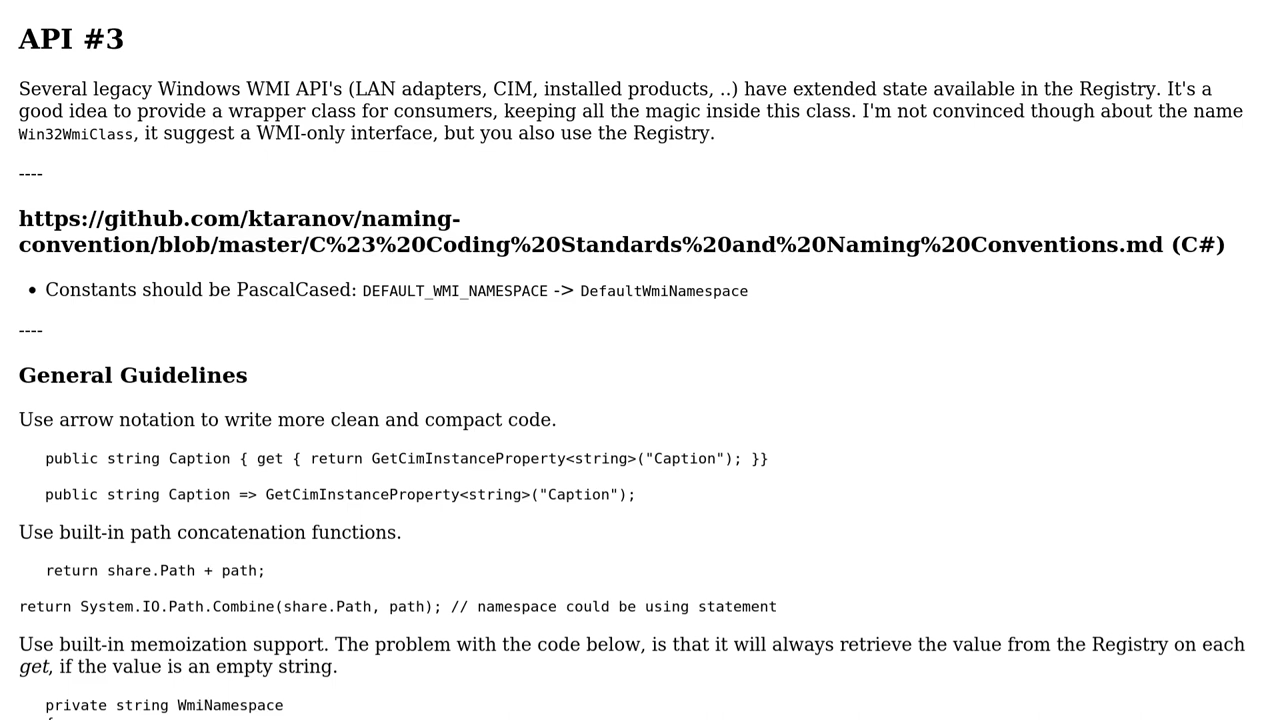 API #3
Several legacy Windows WMI API's (LAN adapters, CIM, installed products, ..) have extended state available in the Registry. It's a
good idea to provide a wrapper class for consumers, keeping all the magic inside this class. I'm not convinced though about the name
Win32WmiClass, it suggest a WMI-only interface, but you also use the Registry.
----
https://github.com/ktaranov/naming-
convention/blob/master/C%23%20Coding%20Standards%20and%20Naming%20Conventions.md (C#)
• Constants should be PascalCased: DEFAULT_WMI_NAMESPACE -> DefaultWmiNamespace
----
General Guidelines
Use arrow notation to write more clean and compact code.
public string Caption { get { return GetCimInstanceProperty<string>("Caption"); }}
public string Caption => GetCimInstanceProperty<string>("Caption");
Use built-in path concatenation functions.
return share.Path + path;
return System.IO.Path.Combine(share.Path, path); // namespace could be using statement
Use built-in memoization support. The problem with the code below, is that it will always retrieve the value from the Registry on each
get, if the value is an empty string.
private string WmiNamespace